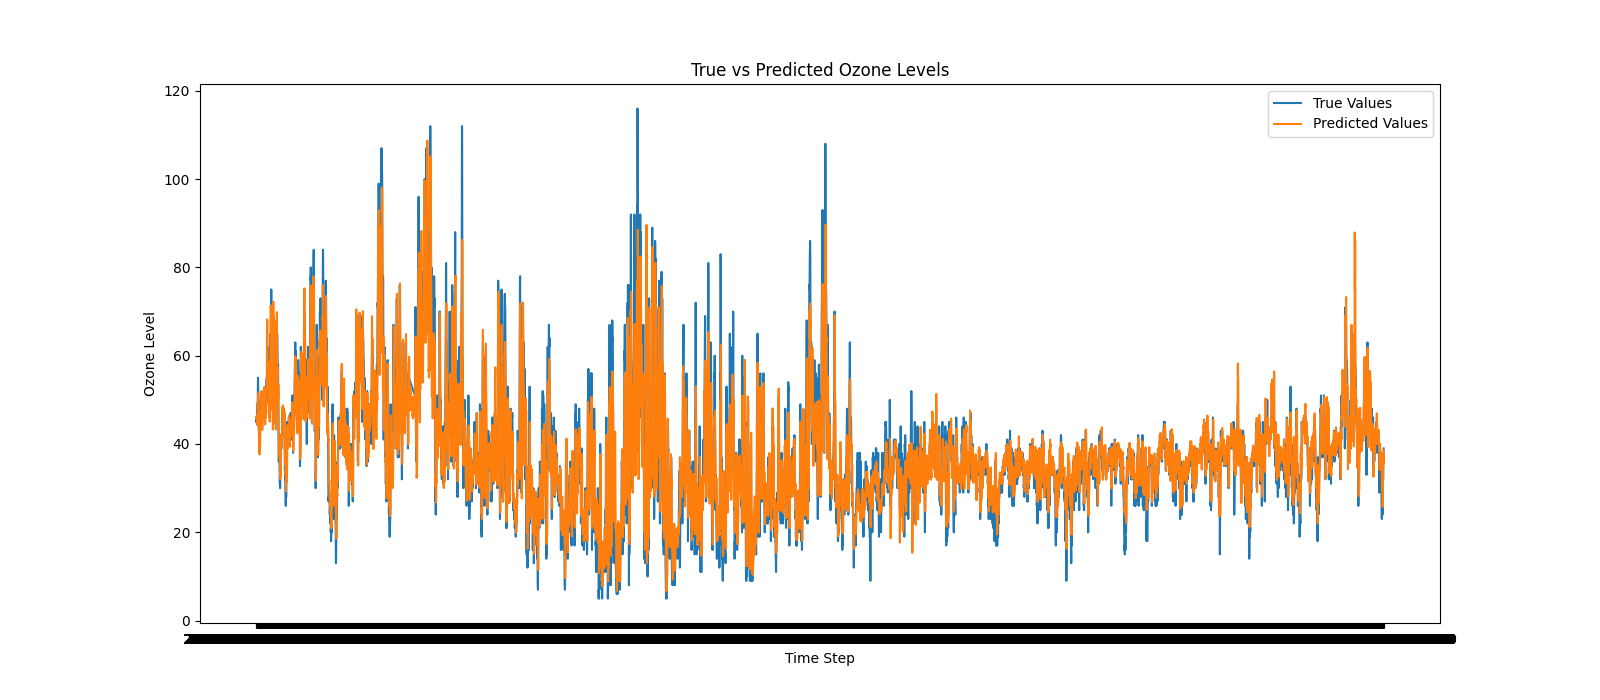 True vs Predicted Ozone Levels
True Values
Predicted Values
120
100
80
60
40
20
0
Ozone Level
Time Step